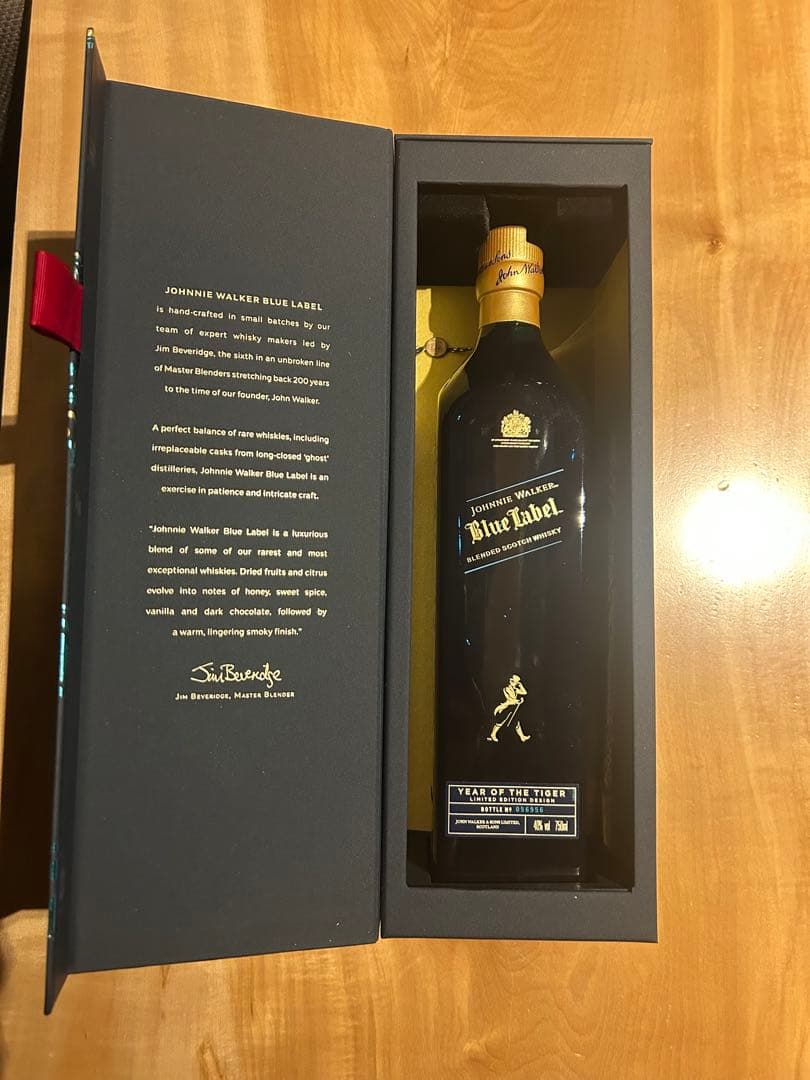 JOHNNIE WALKER BLUE LABEL
is hand-crafted in small batches by our
team of expert whisky makers led by
Jim Beveridge, the sixth in an unbroken line
of Master Blenders stretching back 200 years
to the time of our founder, John Walker.
A perfect balance of rare whiskies, including
irreplaceable casks from long-closed 'ghost'
distilleries, Johnnie Walker Blue Label is an
exercise in patience and intricate craft.
"Johnnie Walker Blue Label is a luxurious
blend of some of our rarest and most
exceptional whiskies. Dried fruits and citrus
evolve into notes of honey, sweet spice,
vanilla and dark chocolate, followed by
a warm, lingering smoky finish."
Jim Beveridge
JIM BEVERIDGE, MASTER BLENDER
John Walk
JOHNNIE WALKER
Blue Label
BLENDED SCOTCH WHISKY
YEAR OF THE TIGER
LIMITED EDITION DESIGN
BOTTLE Nº 096956
JOHN WALKER & SONS LIMITED,
SCOTLAND
40% vol 750ml